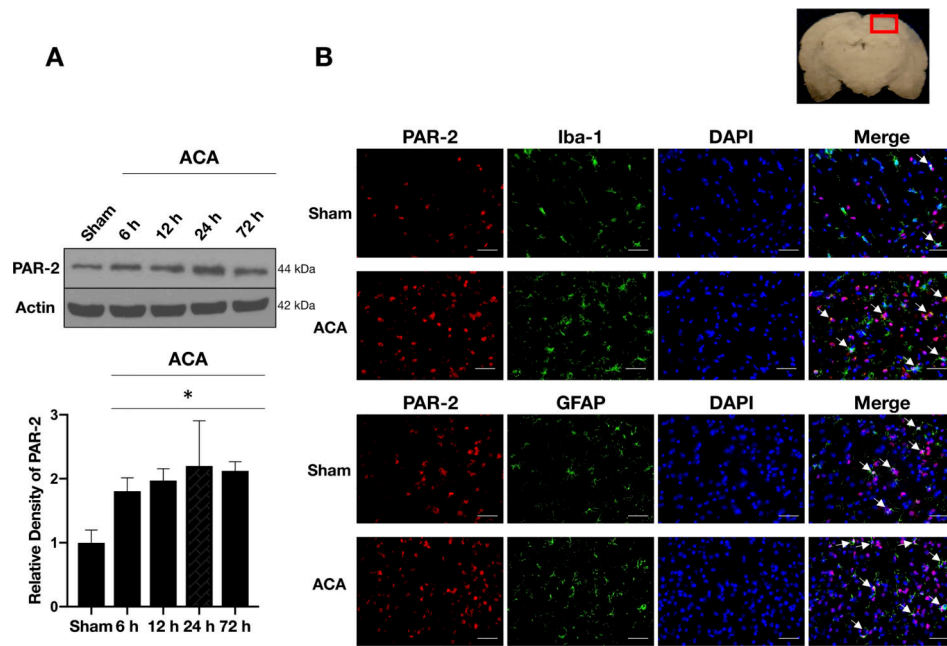 A
ACA
Sham 6 h 12 h 24 h 72 h
PAR-2 44 kDa
Actin 42 kDa
ACA
*
Relative Density of PAR-2
3
2
1
0
Sham 6 h 12 h 24 h 72 h
B
PAR-2 Iba-1 DAPI Merge
Sham
ACA
PAR-2 GFAP DAPI Merge
Sham
ACA